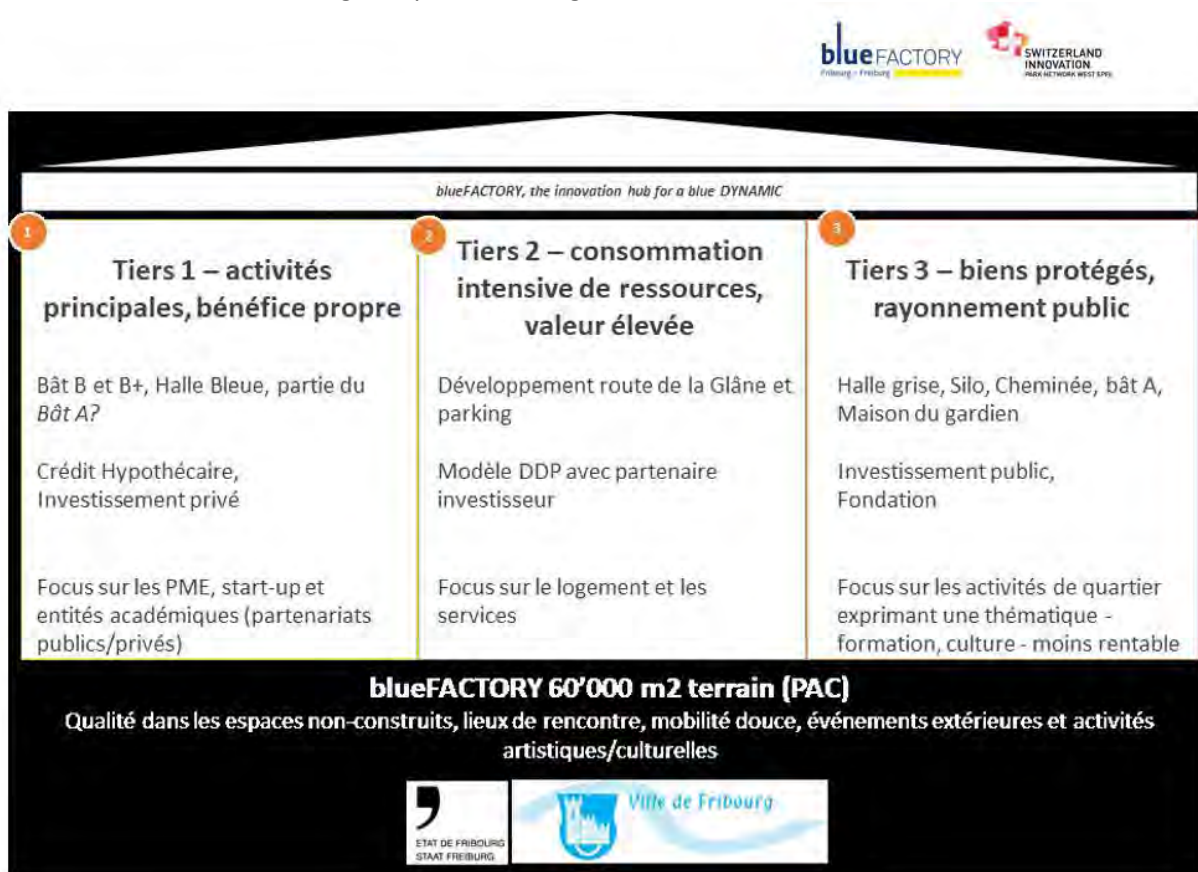 blueFACTORY
Fribourg - Freiburg
SWITZERLAND
INNOVATION
PARK NETWORK WEST EPFL
blueFACTORY, the innovation hub for a blue DYNAMIC
1
Tiers 1 – activités
principales, bénéfice propre
Bât B et B+, Halle Bleue, partie du
Bât A?
Crédit Hypothécaire,
Investissement privé
Focus sur les PME, start-up et
entités académiques (partenariats
publics/privés)
2
Tiers 2 – consommation
intensive de ressources,
valeur élevée
Développement route de la Glâne et
parking
Modèle DDP avec partenaire
investisseur
Focus sur le logement et les
services
3
Tiers 3 – biens protégés,
rayonnement public
Halle grise, Silo, Cheminée, bât A,
Maison du gardien
Investissement public,
Fondation
Focus sur les activités de quartier
exprimant une thématique -
formation, culture - moins rentable
blueFACTORY 60'000 m2 terrain (PAC)
Qualité dans les espaces non-construits, lieux de rencontre, mobilité douce, événements extérieures et activités
artistiques/culturelles
ETAT DE FRIBOURG
STAAT FREIBURG
Ville de Fribourg